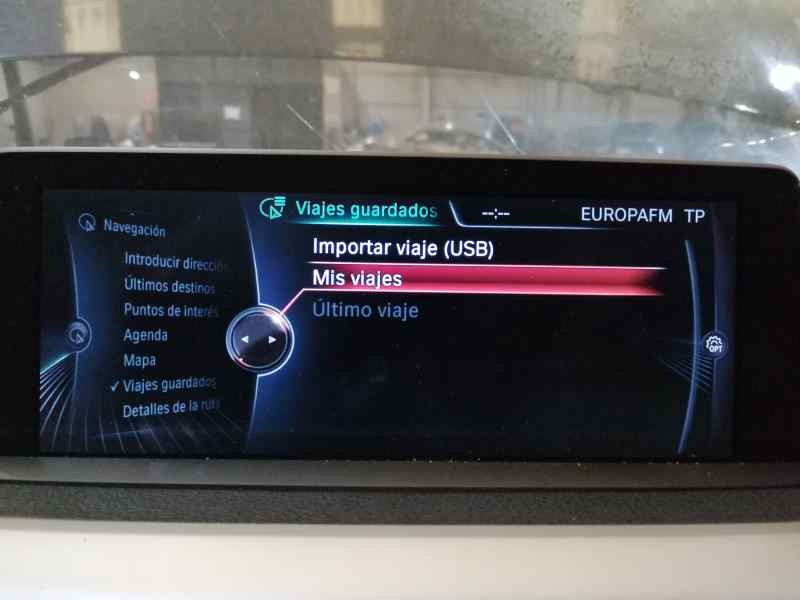 Viajes guardados
--:--
EUROPAFM TP
Navegación
Introducir dirección
Últimos destinos
Puntos de interés
Agenda
Mapa
Viajes guardados
Detalles de la ruta
Importar viaje (USB)
Mis viajes
Último viaje
OPT